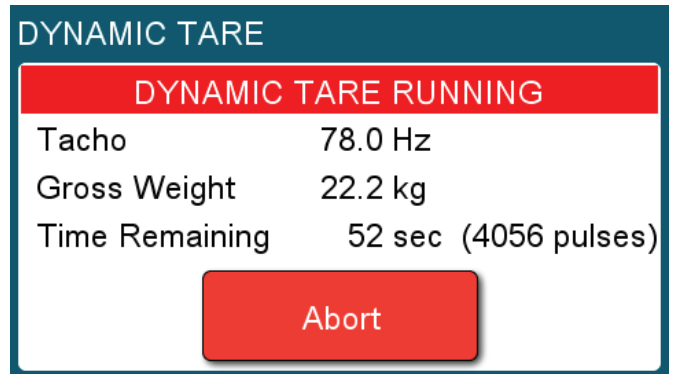 DYNAMIC TARE
DYNAMIC TARE RUNNING
Tacho 78.0 Hz
Gross Weight 22.2 kg
Time Remaining 52 sec (4056 pulses)
Abort